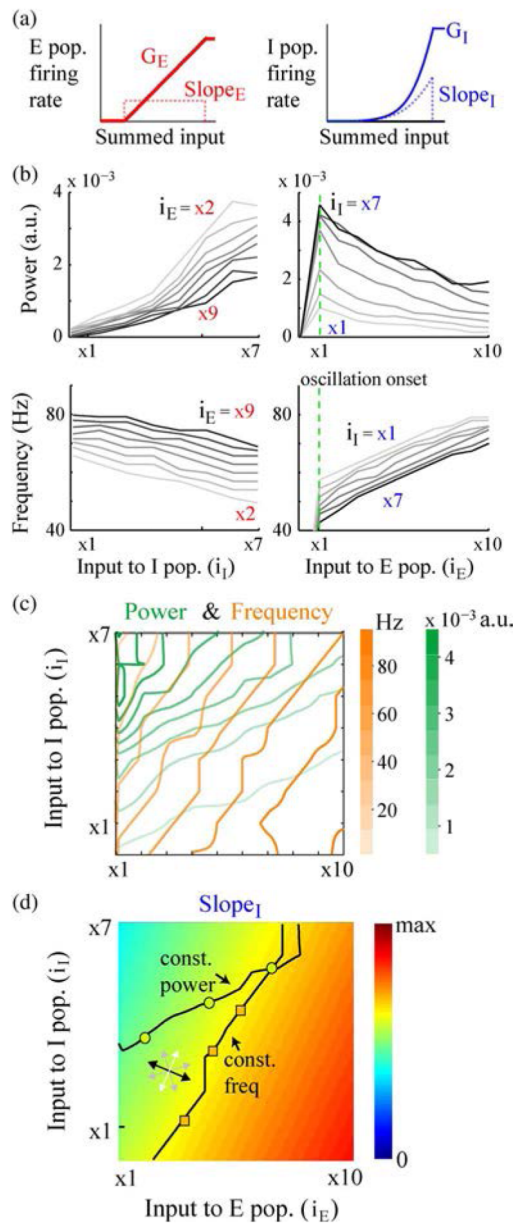 (a)
E pop.
firing
rate
G_E
Slope_E
Summed input
I pop.
firing
rate
G_I
Slope_I
Summed input
(b)
x 10⁻³
4
2
0
Power (a.u.)
i_E = x2
x9
x1
x7
x 10⁻³
4
2
0
i_I = x7
x1
x1
x10
oscillation onset
80
40
Frequency (Hz)
i_E = x9
x2
x1
x7
Input to I pop. (i_I)
80
40
i_I = x1
x7
x1
x10
Input to E pop. (i_E)
(c)
Power & Frequency
x7
Input to I pop. (i_I)
x1
x1
x10
Hz
80
60
40
20
x 10⁻³ a.u.
4
3
2
1
(d)
Slope_I
x7
Input to I pop. (i_I)
x1
const.
power
const.
freq
x1
x10
Input to E pop. (i_E)
max
0